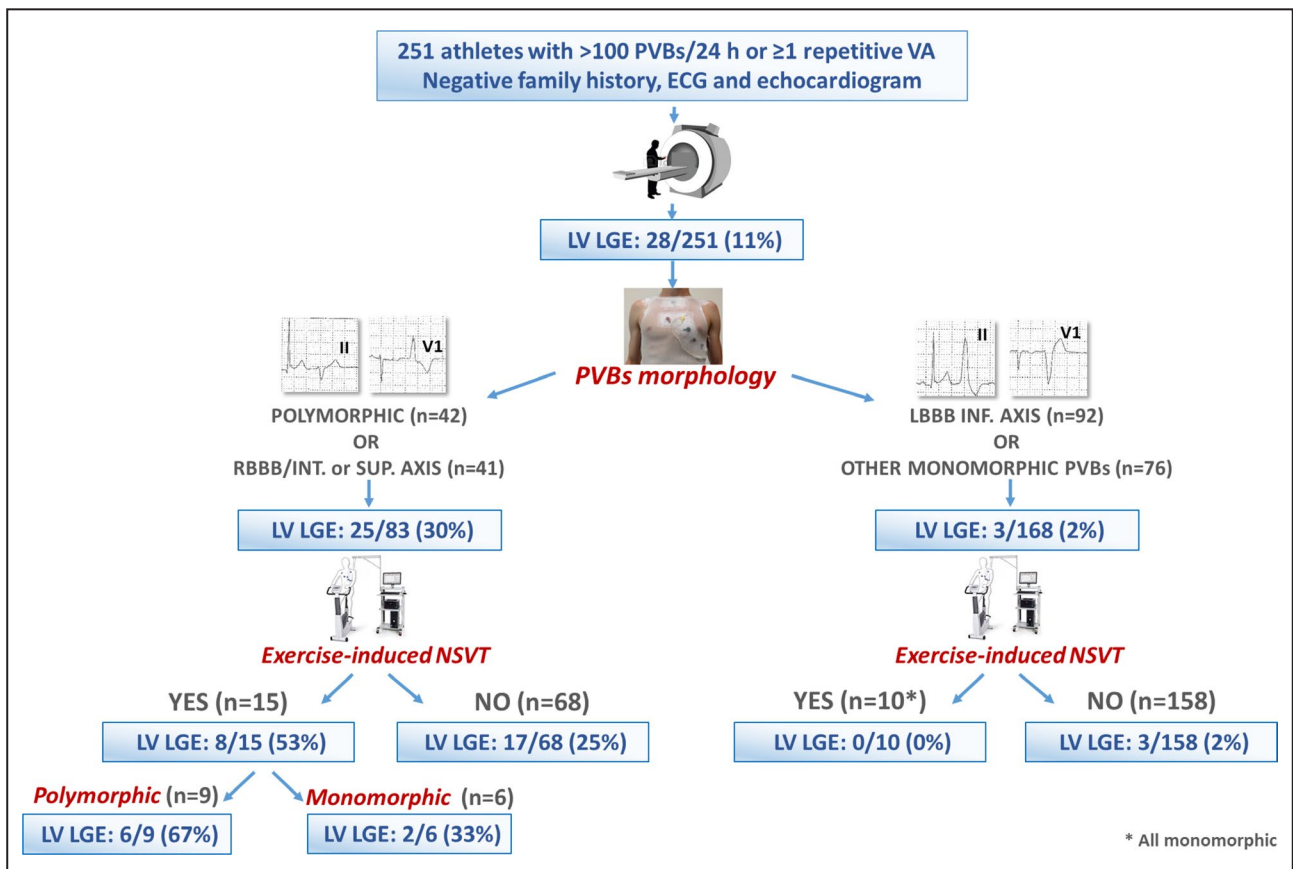 251 athletes with >100 PVBs/24 h or ≥1 repetitive VA
Negative family history, ECG and echocardiogram
LV LGE: 28/251 (11%)
II
V1
II
V1
PVBs morphology
POLYMORPHIC (n=42)
OR
RBBB/INT. or SUP. AXIS (n=41)
LBBB INF. AXIS (n=92)
OR
OTHER MONOMORPHIC PVBs (n=76)
LV LGE: 25/83 (30%)
LV LGE: 3/168 (2%)
Exercise-induced NSVT
Exercise-induced NSVT
YES (n=15)
NO (n=68)
YES (n=10*)
NO (n=158)
LV LGE: 8/15 (53%)
LV LGE: 17/68 (25%)
LV LGE: 0/10 (0%)
LV LGE: 3/158 (2%)
Polymorphic (n=9)
Monomorphic (n=6)
LV LGE: 6/9 (67%)
LV LGE: 2/6 (33%)
* All monomorphic